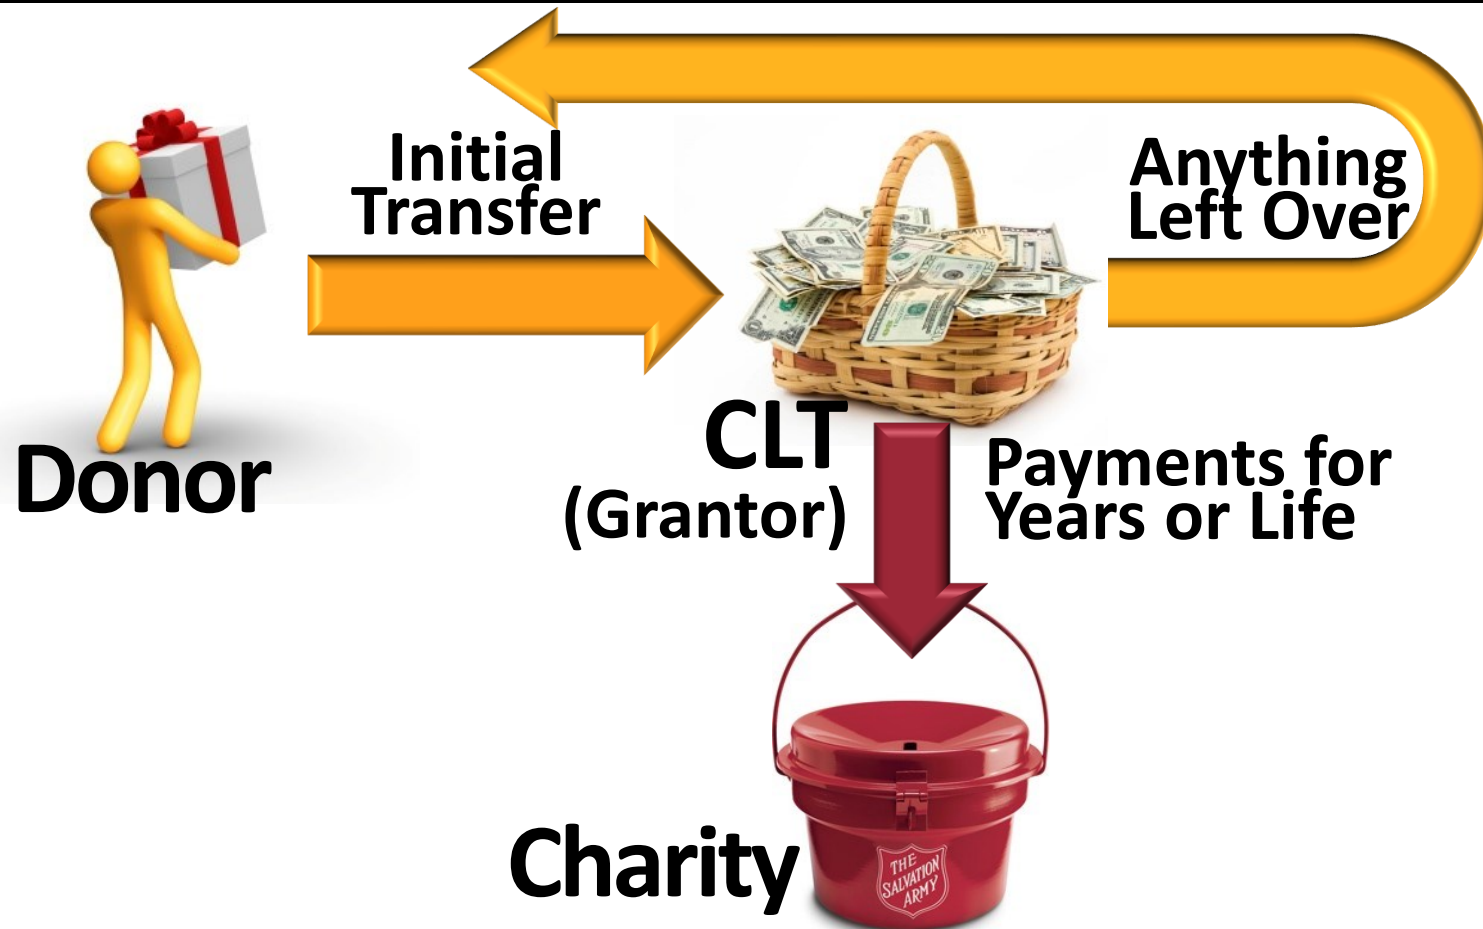 Initial
Transfer
Anything
Left Over
Donor
CLT
(Grantor)
Payments for
Years or Life
Charity
THE
SALVATION
ARMY